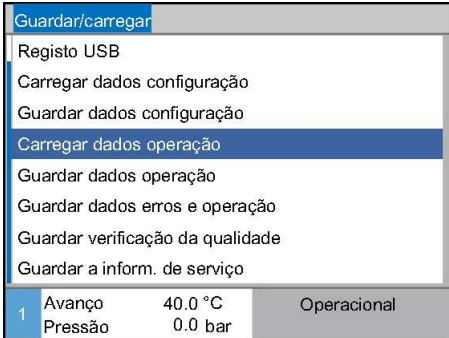 Guardar/carregar
Registo USB
Carregar dados configuração
Guardar dados configuração
Carregar dados operação
Guardar dados operação
Guardar dados erros e operação
Guardar verificação da qualidade
Guardar a inform. de serviço
1 Avanço 40.0 °C Operacional
Pressão 0.0 bar